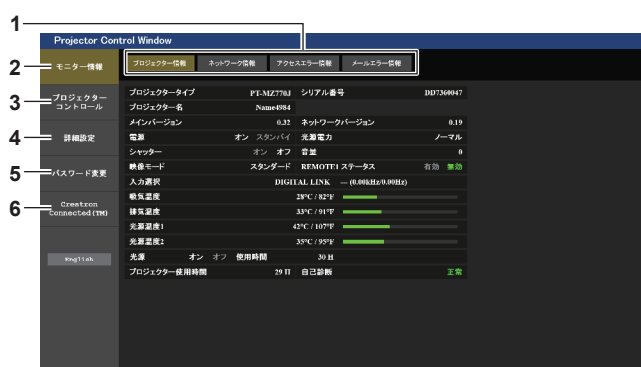 1
Projector Control Window
2
モニター情報
プロジェクター情報 ネットワーク情報 アクセスエラー情報 メールエラー情報
3
プロジェクター
コントロール
プロジェクタータイプ PT-MZ770J シリアル番号 DD7360047
プロジェクター名 Name4984
メインバージョン 0.32 ネットワークバージョン 0.19
4
詳細設定
電源 オン スタンバイ 光源電力 ノーマル
シャッター オン オフ 音量 0
5
パスワード変更
映像モード スタンダード REMOTE1 ステータス 有効 無効
入力選択 DIGITAL LINK --- (0.00kHz/0.00Hz)
6
Crestron
Connected(TM)
吸気温度 28°C / 82°F
排気温度 33°C / 91°F
光源温度1 42°C / 107°F
光源温度2 35°C / 95°F
English
光源 オン オフ 使用時間 30 H
プロジェクター使用時間 29 H 自己診断 正常